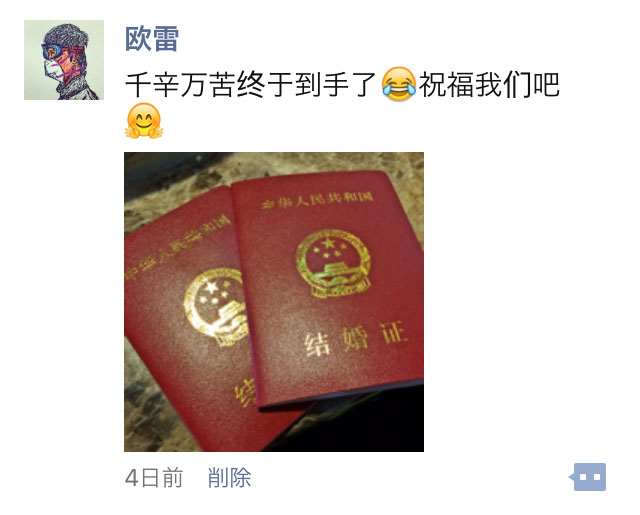 欧雷
千辛万苦终于到手了😂祝福我们吧
🤗
中华人民共和国
中华人民共和国
结婚证
结
4日前 削除